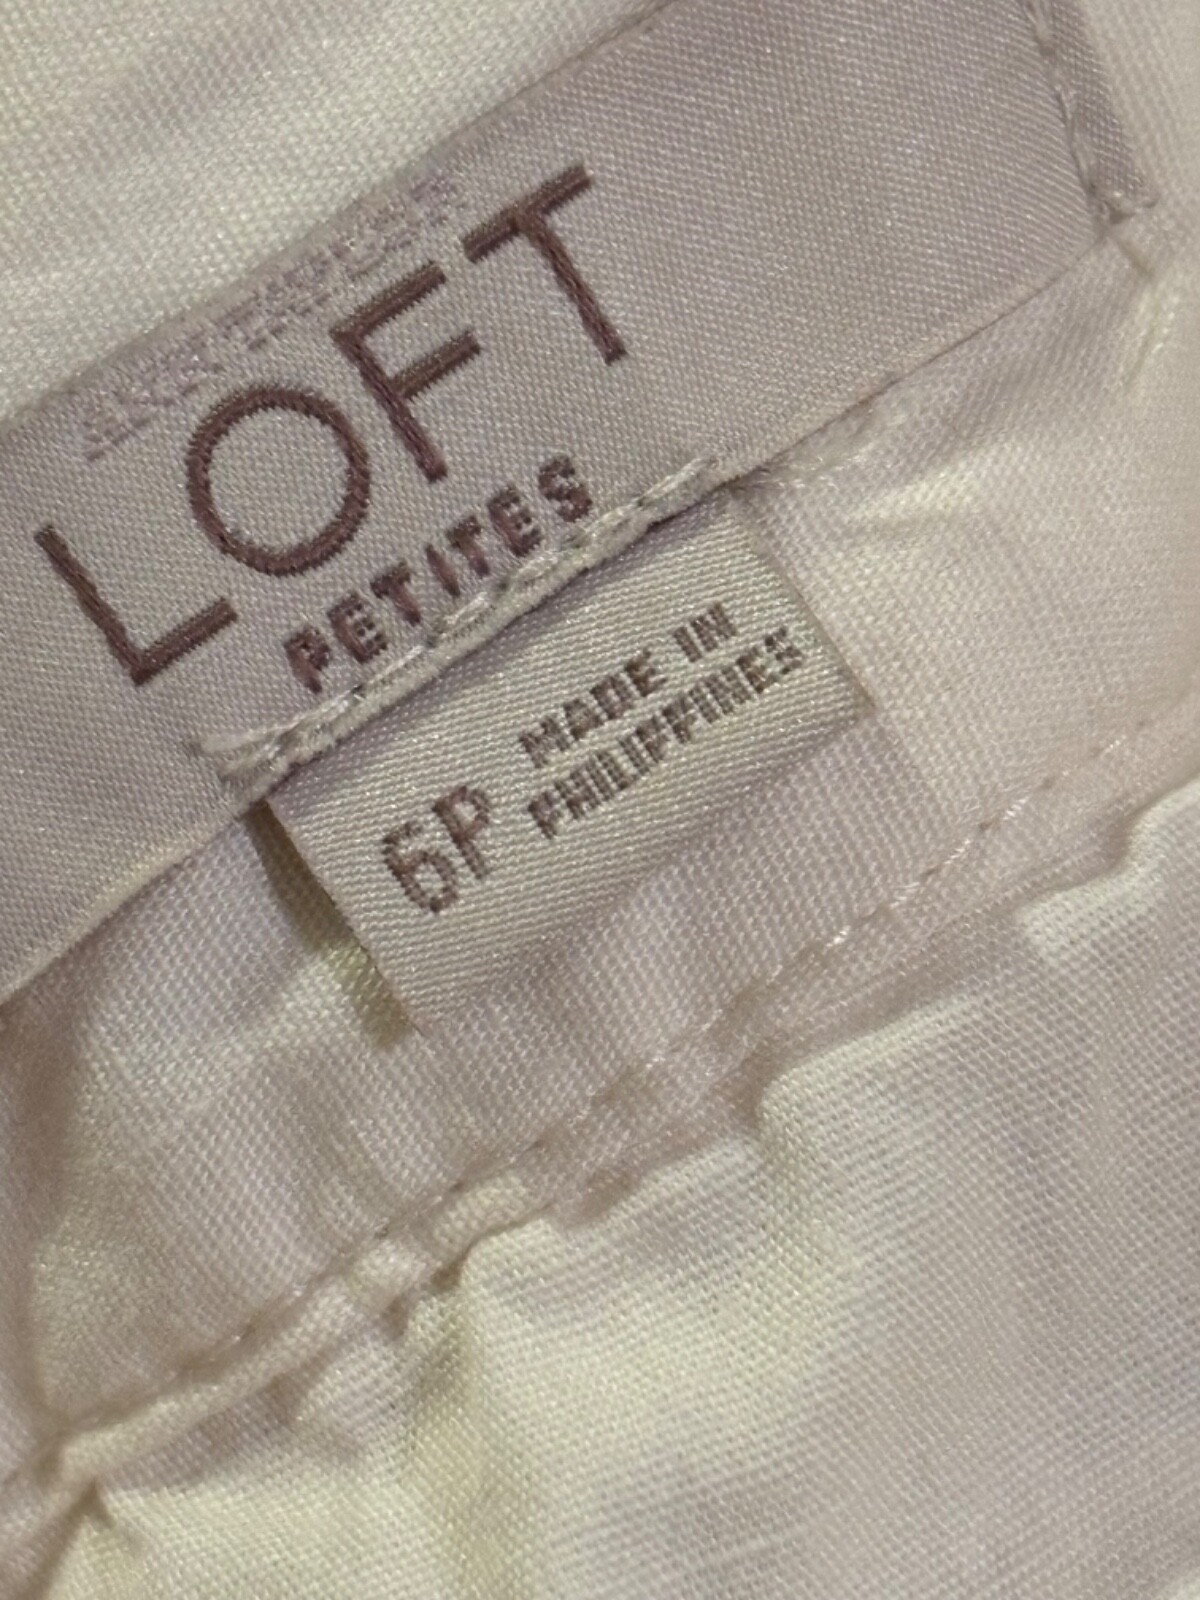 LOFT
PETITES
6P
MADE IN
PHILIPPINES